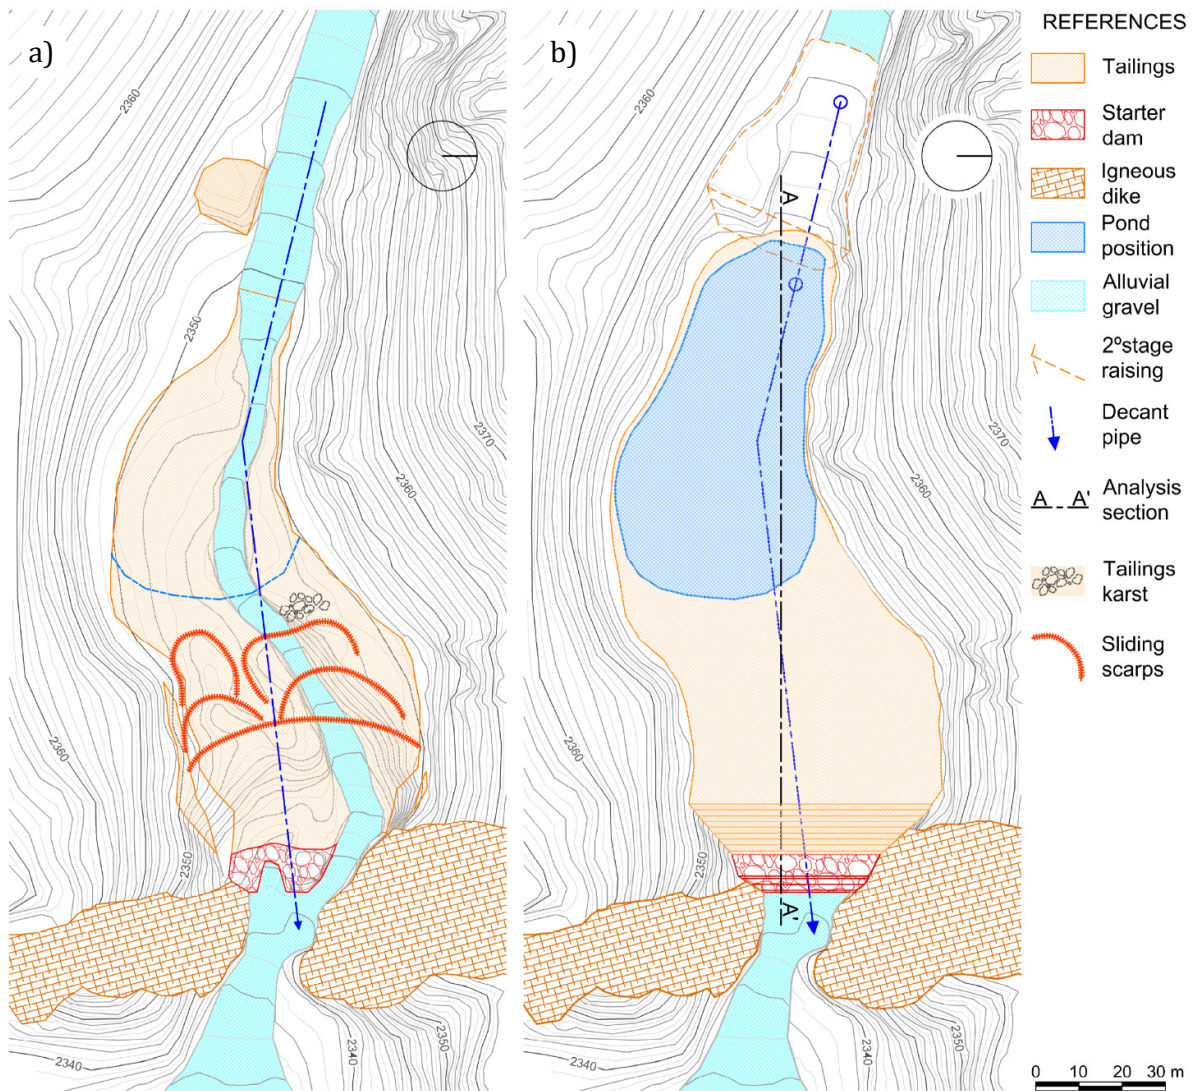 a)
2360
2350
2370
2360
2360
2350
2350
2340
2340
b)
2360
A
2370
2360
2360
2350
A'
2350
2340
2340
REFERENCES
Tailings
Starter
dam
Igneous
dike
Pond
position
Alluvial
gravel
2ºstage
raising
Decant
pipe
A A' Analysis
section
Tailings
karst
Sliding
scarps
0 10 20 30 m